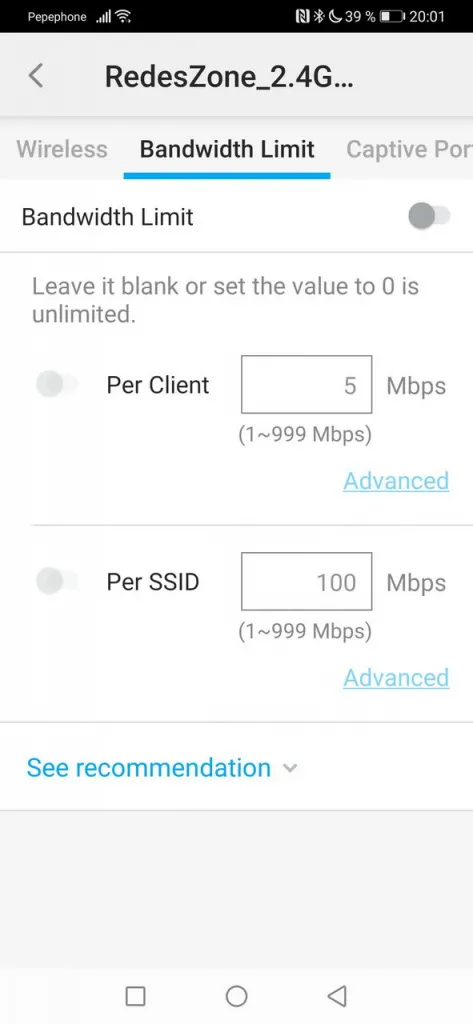 Pepephone 39 % 20:01
RedesZone_2.4G...
Wireless Bandwidth Limit Captive Por
Bandwidth Limit
Leave it blank or set the value to 0 is
unlimited.
Per Client 5 Mbps
(1~999 Mbps)
Advanced
Per SSID 100 Mbps
(1~999 Mbps)
Advanced
See recommendation